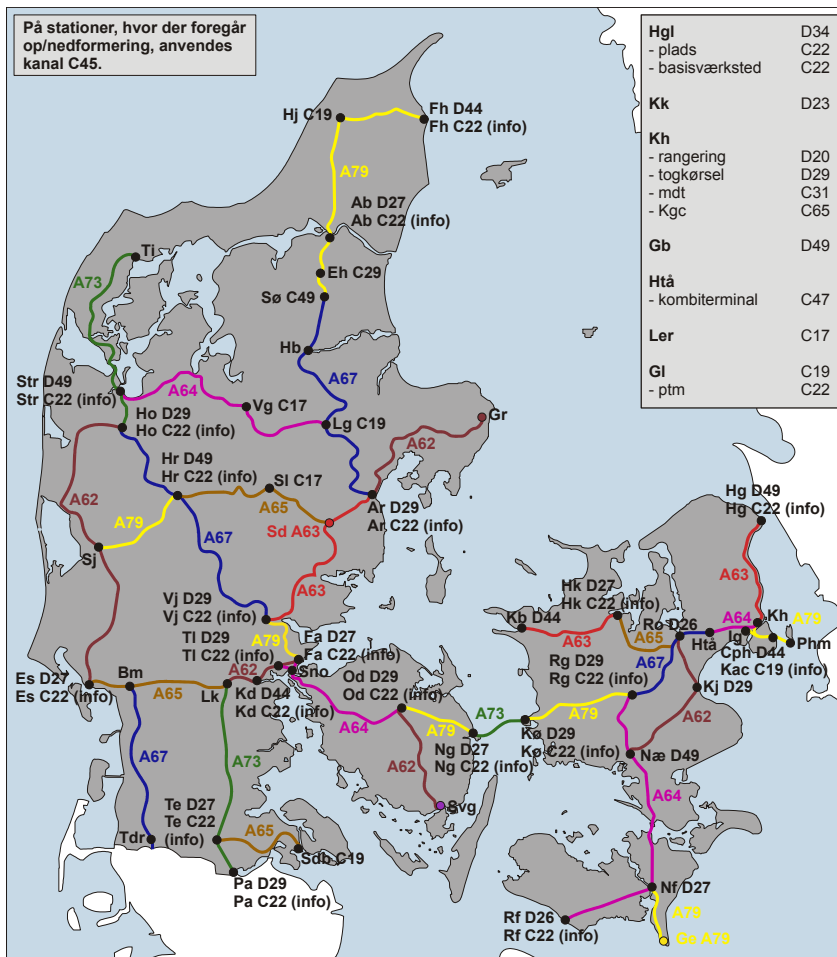 På stationer, hvor der foregår
op/nedformering, anvendes
kanal C45.
Hgl D34
- plads C22
- basisværksted C22
Kk D23
Kh
- rangering D20
- togkørsel D29
- mdt C31
- Kgc C65
Gb D49
Htå
- kombiterminal C47
Ler C17
Gl C19
- ptm C22
Hj C19
Fh D44
Fh C22 (info)
A79
Ab D27
Ab C22 (info)
Ti
Eh C29
A73
Sø C49
Hb
Str D49
Str C22 (info)
A64
A67
Vg C17
Lg C19
Gr
Ho D29
Ho C22 (info)
A62
Hr D49
Hr C22 (info)
Sl C17
A62
A65
Ar D29
Ar C22 (info)
Hg D49
Hg C22 (info)
A79
A67
Sd A63
Sj
A63
A63
Vj D29
Vj C22 (info)
Hk D27
Hk C22 (info)
Kb D44
A63
Ro D26
A64
Kh
A79
Tl D29
Tl C22 (info)
A79
Fa D27
Fa C22 (info)
A65
Htå
Ig
Phm
Cph D44
Kac C19 (info)
Sno
Rg D29
Rg C22 (info)
A67
Es D27
Es C22 (info)
Bm
A65
Lk
A62
Kd D44
Kd C22 (info)
Od D29
Od C22 (info)
Kj D29
A64
A79
A73
A79
A62
Kø D29
Kø C22 (info)
Ng D27
Ng C22 (info)
Næ D49
A67
A73
A62
A64
Svg
Te D27
Te C22
(info)
A65
Tdr
Sdb C19
Pa D29
Pa C22 (info)
Nf D27
Rf D26
Rf C22 (info)
A79
Ge A79